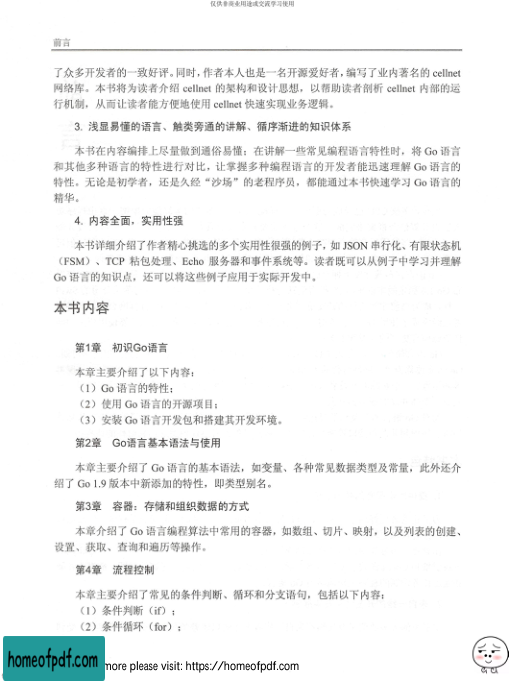 仅供非商业用途或交流学习使用
前言
了众多开发者的一致好评。同时，作者本人也是一名开源爱好者，编写了业内著名的 cellnet
网络库。本书将为读者介绍 cellnet 的架构和设计思想，以帮助读者剖析 cellnet 内部的运
行机制，从而让读者能方便地使用 cellnet 快速实现业务逻辑。
3. 浅显易懂的语言、触类旁通的讲解、循序渐进的知识体系
本书在内容编排上尽量做到通俗易懂；在讲解一些常见编程语言特性时，将 Go 语言
和其他多种语言的特性进行对比，让掌握多种编程语言的开发者能迅速理解 Go 语言的
特性。无论是初学者，还是久经“沙场”的老程序员，都能通过本书快速学习 Go 语言的
精华。
4. 内容全面，实用性强
本书详细介绍了作者精心挑选的多个实用性很强的例子，如 JSON 串行化、有限状态机
（FSM）、TCP 粘包处理、Echo 服务器和事件系统等。读者既可以从例子中学习并理解
Go 语言的知识点，还可以将这些例子应用于实际开发中。
本书内容
第1章 初识Go语言
本章主要介绍了以下内容：
（1）Go 语言的特性；
（2）使用 Go 语言的开源项目；
（3）安装 Go 语言开发包和搭建其开发环境。
第2章 Go语言基本语法与使用
本章主要介绍了 Go 语言的基本语法，如变量、各种常见数据类型及常量，此外还介
绍了 Go 1.9 版本中新添加的特性，即类型别名。
第3章 容器：存储和组织数据的方式
本章介绍了 Go 语言编程算法中常用的容器，如数组、切片、映射，以及列表的创建、
设置、获取、查询和遍历等操作。
第4章 流程控制
本章主要介绍了常见的条件判断、循环和分支语句，包括以下内容：
（1）条件判断（if）；
（2）条件循环（for）；
homeofpdf.com
more please visit: https://homeofpdf.com